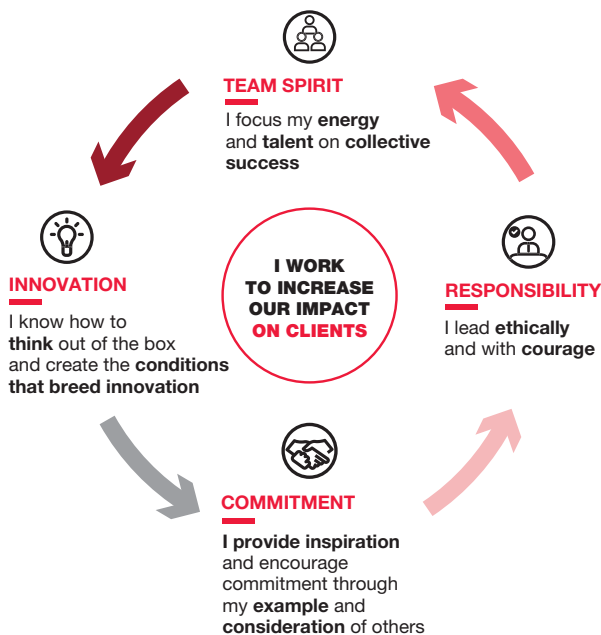 TEAM SPIRIT
I focus my energy
and talent on collective
success
INNOVATION
I know how to
think out of the box
and create the conditions
that breed innovation
I WORK
TO INCREASE
OUR IMPACT
ON CLIENTS
RESPONSIBILITY
I lead ethically
and with courage
COMMITMENT
I provide inspiration
and encourage
commitment through
my example and
consideration of others